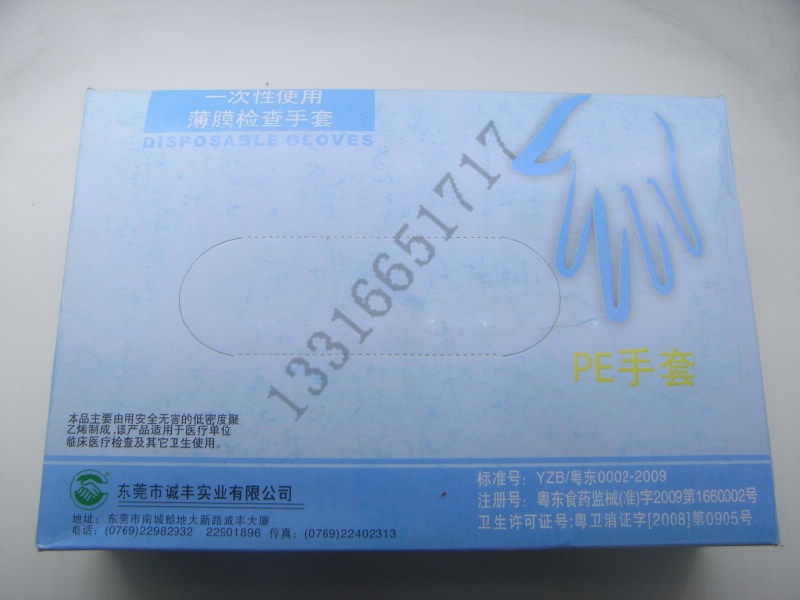 一次性使用
薄膜检查手套
DISPOSABLE GLOVES
13316651717
PE手套
本品主要由用安全无害的低密度聚
乙烯制成,该产品适用于医疗单位
临床医疗检查及其它卫生使用。
东莞市诚丰实业有限公司
地址: 东莞市南城蛤地大新路诚丰大厦
电话: (0769)22982932 22901896 传真: (0769)22402313
标准号: YZB/粤东0002-2009
注册号: 粤东食药监械(准)字2009第1660002号
卫生许可证号:粤卫消证字[2008]第0905号